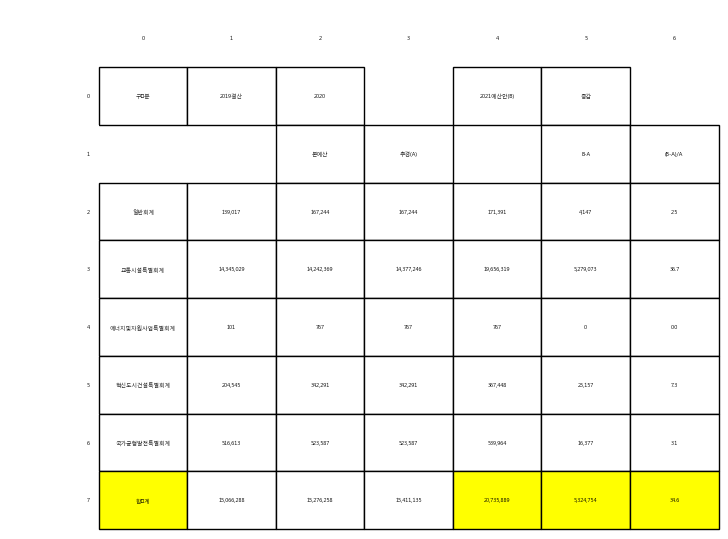 0 1 2 3 4 5 6
0 구 분 2019결산 2020 2021예산안(B) 증감
1 본예산 추경(A) B-A (B-A)/A
2 일반회계 139,017 167,244 167,244 171,391 4,147 2.5
3 교통시설특별회계 14,345,029 14,242,369 14,377,246 19,656,319 5,279,073 36.7
4 에너지및자원사업특별회계 101 767 767 767 0 0.0
5 혁신도시건설특별회계 204,545 342,291 342,291 367,448 25,157 7.3
6 국가균형발전특별회계 516,613 523,587 523,587 539,964 16,377 3.1
7 합 계 15,066,288 15,276,258 15,411,135 20,735,889 5,324,754 34.6